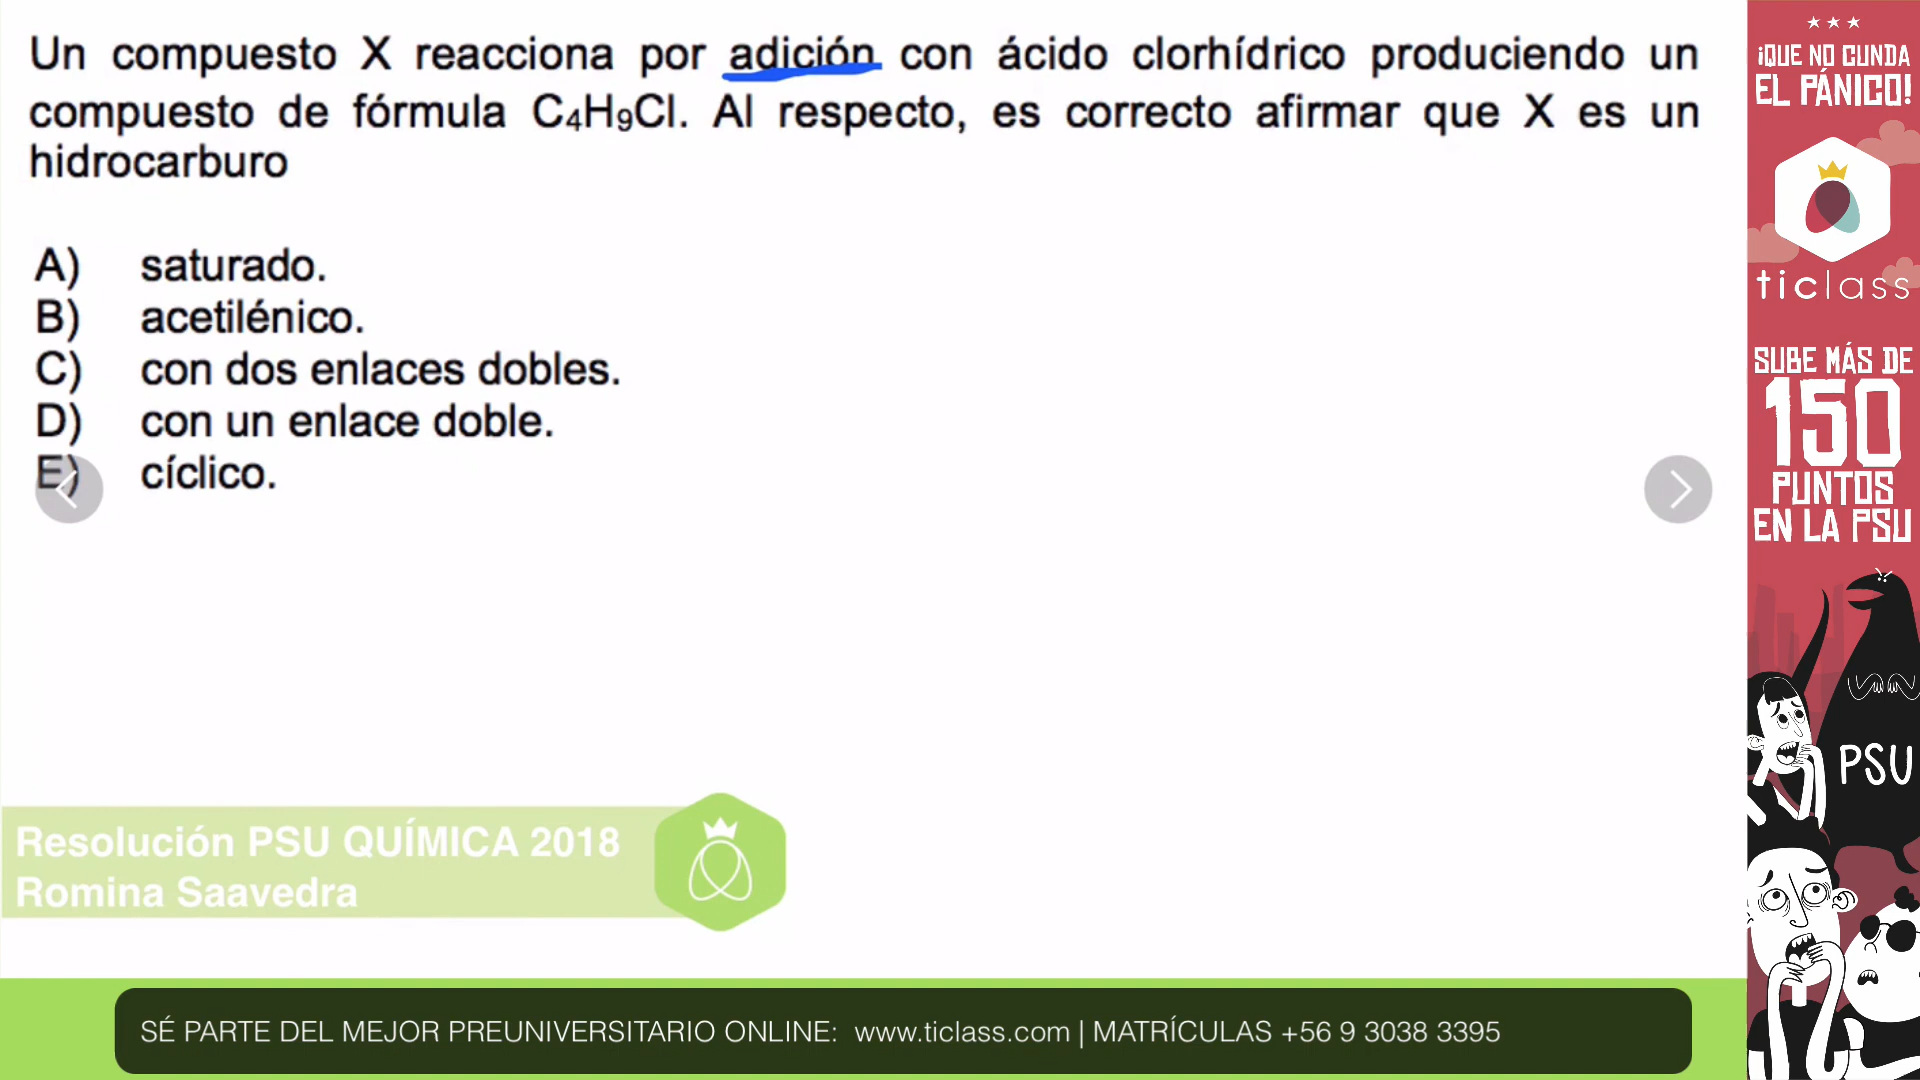 Un compuesto X reacciona por adición con ácido clorhídrico produciendo un
compuesto de fórmula C₄H₉Cl. Al respecto, es correcto afirmar que X es un
hidrocarburo
A) saturado.
B) acetilénico.
C) con dos enlaces dobles.
D) con un enlace doble.
E) cíclico.
Resolución PSU QUÍMICA 2018
Romina Saavedra
SÉ PARTE DEL MEJOR PREUNIVERSITARIO ONLINE: www.ticlass.com | MATRÍCULAS +56 9 3038 3395
¡QUE NO CUNDA
EL PÁNICO!
ticlass
SUBE MÁS DE
150
PUNTOS
EN LA PSU
PSU